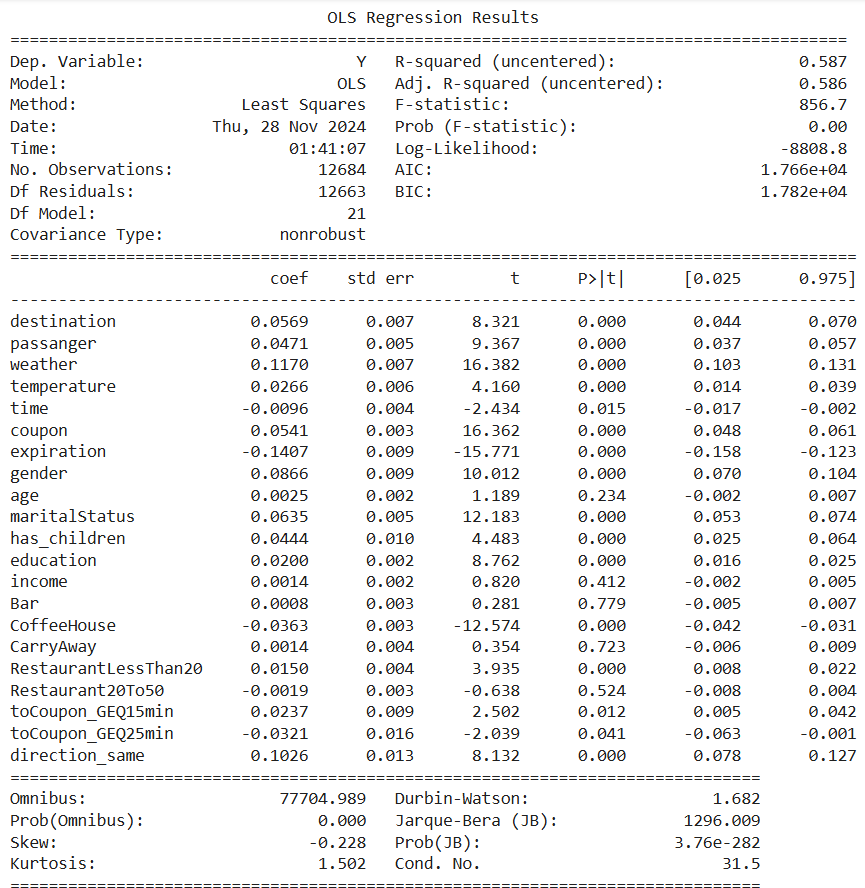 OLS Regression Results
==============================================================================
Dep. Variable: Y R-squared (uncentered): 0.587
Model: OLS Adj. R-squared (uncentered): 0.586
Method: Least Squares F-statistic: 856.7
Date: Thu, 28 Nov 2024 Prob (F-statistic): 0.00
Time: 01:41:07 Log-Likelihood: -8808.8
No. Observations: 12684 AIC: 1.766e+04
Df Residuals: 12663 BIC: 1.782e+04
Df Model: 21
Covariance Type: nonrobust
==============================================================================
coef std err t P>|t| [0.025 0.975]
------------------------------------------------------------------------------
destination 0.0569 0.007 8.321 0.000 0.044 0.070
passanger 0.0471 0.005 9.367 0.000 0.037 0.057
weather 0.1170 0.007 16.382 0.000 0.103 0.131
temperature 0.0266 0.006 4.160 0.000 0.014 0.039
time -0.0096 0.004 -2.434 0.015 -0.017 -0.002
coupon 0.0541 0.003 16.362 0.000 0.048 0.061
expiration -0.1407 0.009 -15.771 0.000 -0.158 -0.123
gender 0.0866 0.009 10.012 0.000 0.070 0.104
age 0.0025 0.002 1.189 0.234 -0.002 0.007
maritalStatus 0.0635 0.005 12.183 0.000 0.053 0.074
has_children 0.0444 0.010 4.483 0.000 0.025 0.064
education 0.0200 0.002 8.762 0.000 0.016 0.025
income 0.0014 0.002 0.820 0.412 -0.002 0.005
Bar 0.0008 0.003 0.281 0.779 -0.005 0.007
CoffeeHouse -0.0363 0.003 -12.574 0.000 -0.042 -0.031
CarryAway 0.0014 0.004 0.354 0.723 -0.006 0.009
RestaurantLessThan20 0.0150 0.004 3.935 0.000 0.008 0.022
Restaurant20To50 -0.0019 0.003 -0.638 0.524 -0.008 0.004
toCoupon_GEQ15min 0.0237 0.009 2.502 0.012 0.005 0.042
toCoupon_GEQ25min -0.0321 0.016 -2.039 0.041 -0.063 -0.001
direction_same 0.1026 0.013 8.132 0.000 0.078 0.127
==============================================================================
Omnibus: 77704.989 Durbin-Watson: 1.682
Prob(Omnibus): 0.000 Jarque-Bera (JB): 1296.009
Skew: -0.228 Prob(JB): 3.76e-282
Kurtosis: 1.502 Cond. No. 31.5
==============================================================================